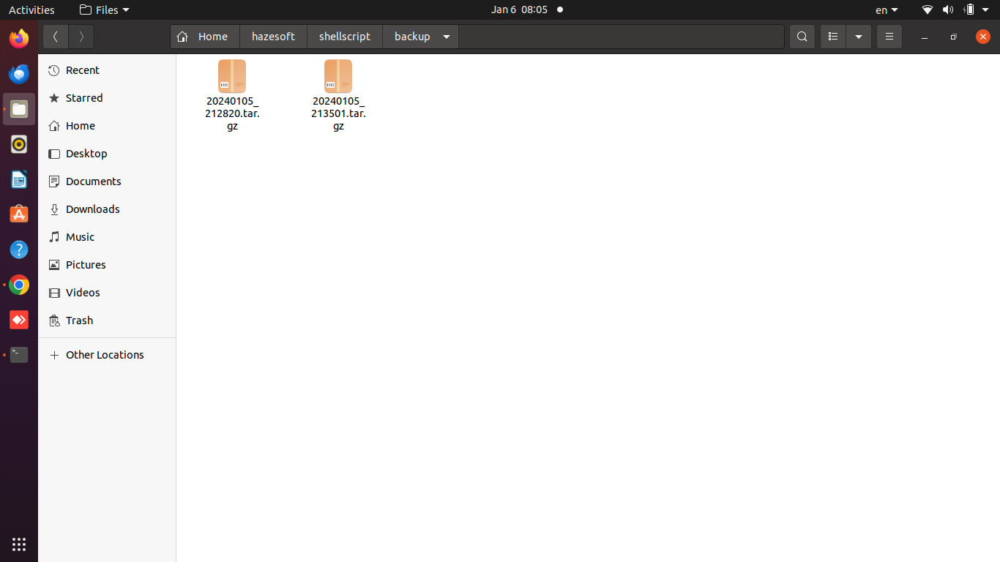 Activities
Files
Jan 6 08:05
en
Home
hazesoft
shellscript
backup
Recent
Starred
Home
Desktop
Documents
Downloads
Music
Pictures
Videos
Trash
Other Locations
20240105_
212820.tar.
gz
20240105_
213501.tar.
gz